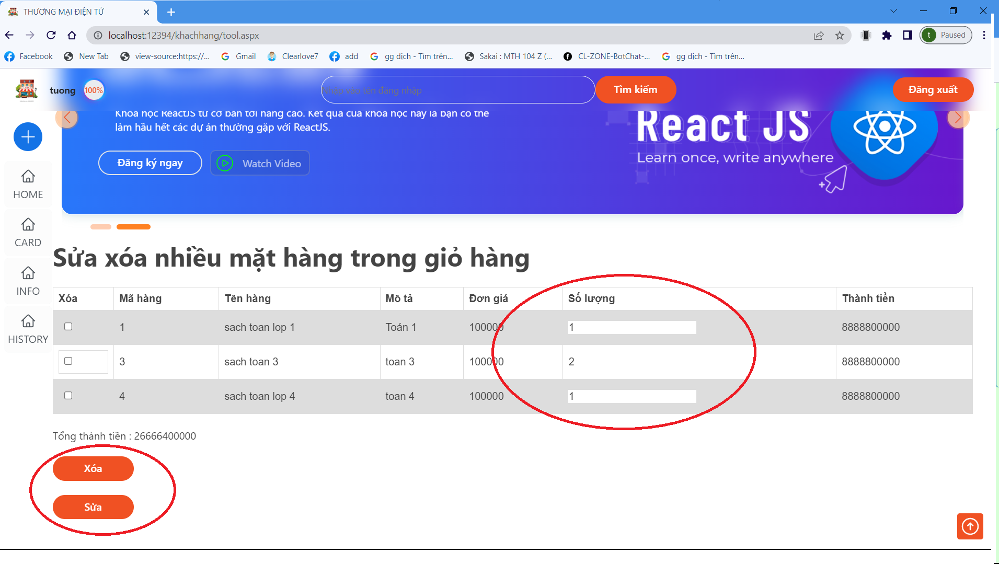 THƯƠNG MẠI ĐIỆN TỬ
localhost:12394/khachhang/tool.aspx
t Paused
Facebook New Tab view-source:https://... Gmail Clearlove7 add gg dịch - Tìm trên... Sakai : MTH 104 Z (... CL-ZONE-BotChat-... gg dịch - Tìm trên...
tuong 100% Nhập vào tên đăng nhập Tìm kiếm Đăng xuất
Khóa học ReactJS từ cơ bản tới nâng cao. Kết quả của khóa học này là bạn có thể
làm hầu hết các dự án thường gặp với ReactJS.
React JS
Learn once, write anywhere
Đăng ký ngay Watch Video
HOME
CARD
INFO
HISTORY
Sửa xóa nhiều mặt hàng trong giỏ hàng
Xóa Mã hàng Tên hàng Mô tả Đơn giá Số lượng Thành tiền
1 sach toan lop 1 Toán 1 100000 1 8888800000
3 sach toan 3 toan 3 100000 2 8888800000
4 sach toan lop 4 toan 4 100000 1 8888800000
Tổng thành tiền : 26666400000
Xóa
Sửa